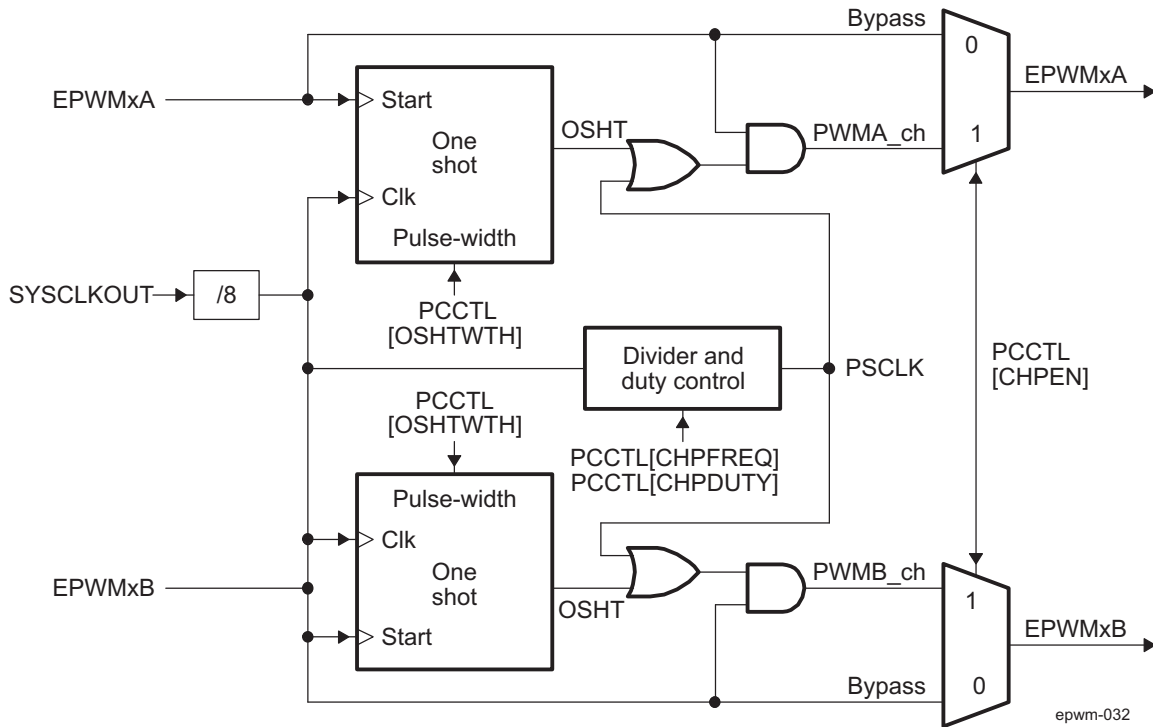 Bypass
0
EPWMxA
EPWMxA
Start
OSHT
PWMA_ch
1
One
shot
Clk
Pulse-width
SYSCLKOUT
/8
PCCTL
[OSHTWTH]
Divider and
duty control
PSCLK
PCCTL
[CHPEN]
PCCTL
[OSHTWTH]
PCCTL[CHPFREQ]
PCCTL[CHPDUTY]
Pulse-width
Clk
One
shot
EPWMxB
OSHT
PWMB_ch
1
EPWMxB
Start
Bypass
0
epwm-032